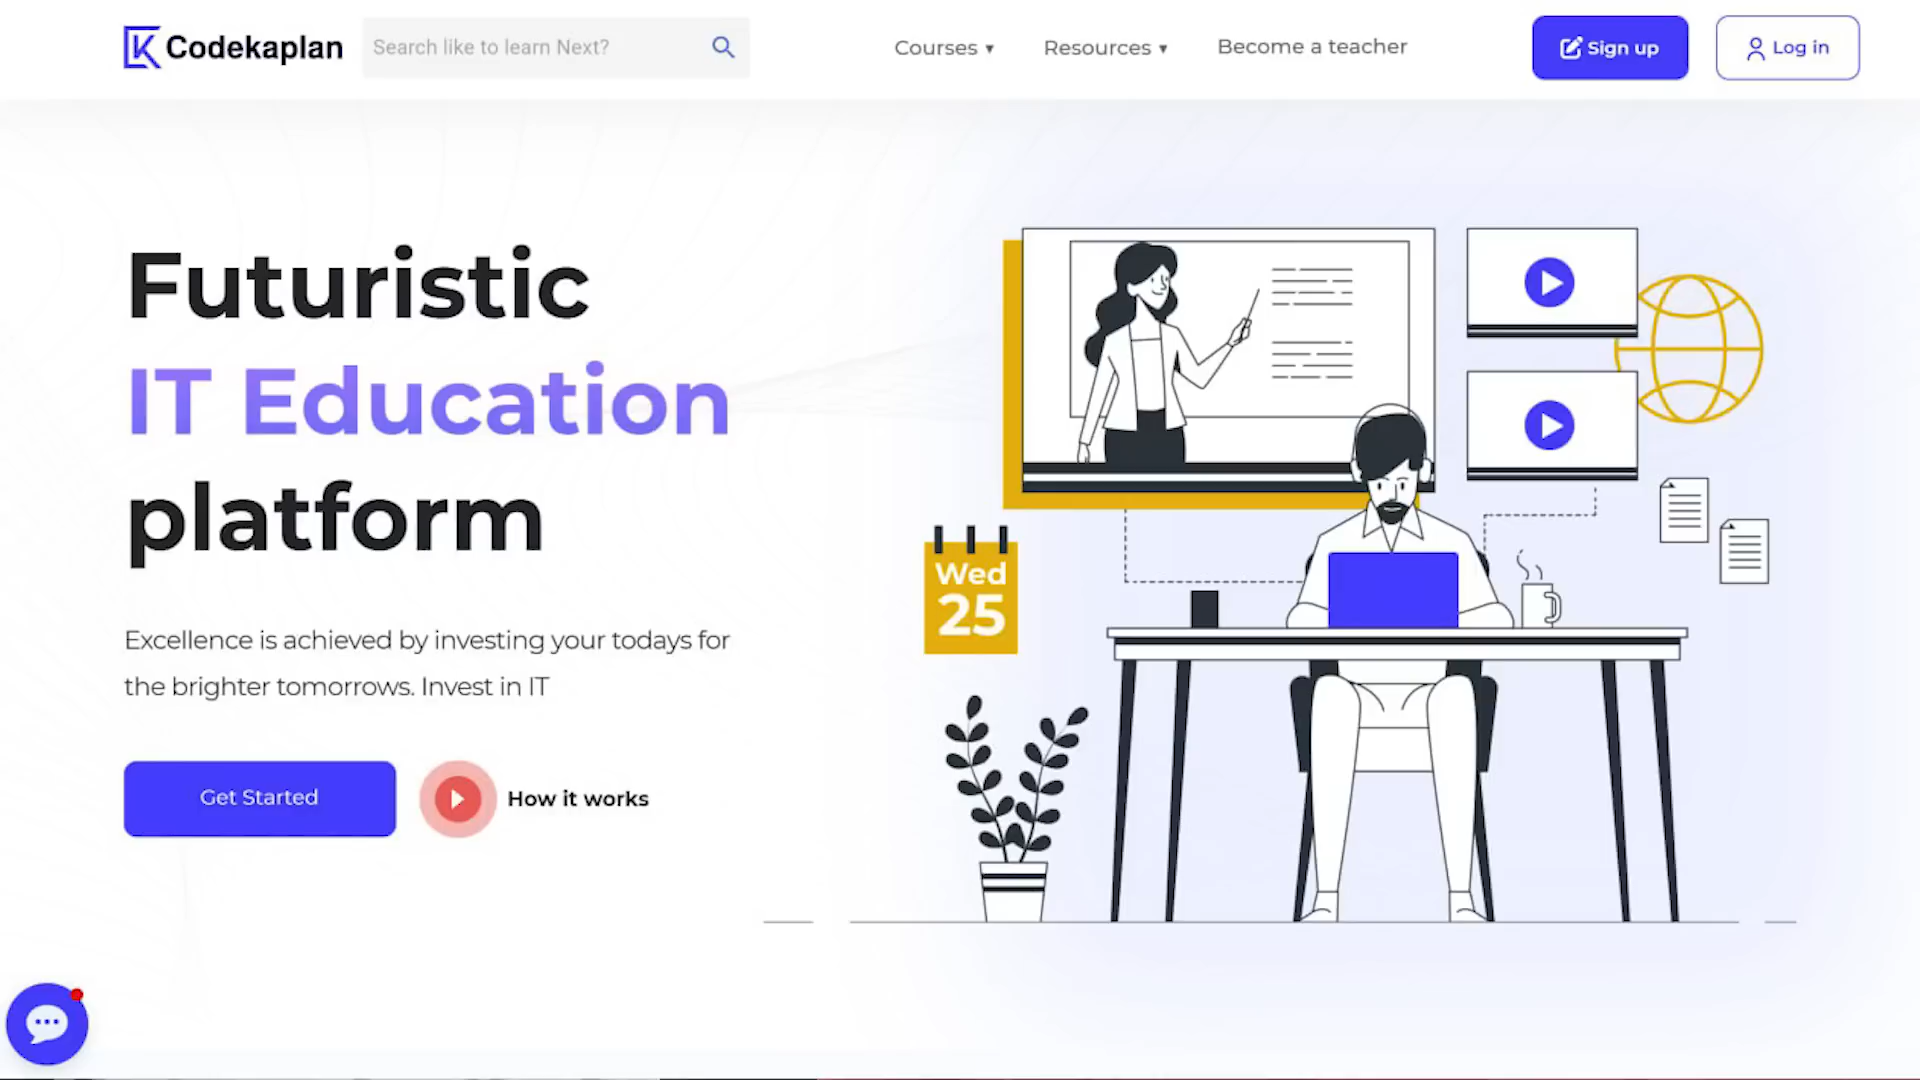 Codekaplan
Search like to learn Next?
Courses ▾
Resources ▾
Become a teacher
Sign up
Log in
Futuristic
IT Education
platform
Excellence is achieved by investing your todays for
the brighter tomorrows. Invest in IT
Get Started
How it works
Wed
25